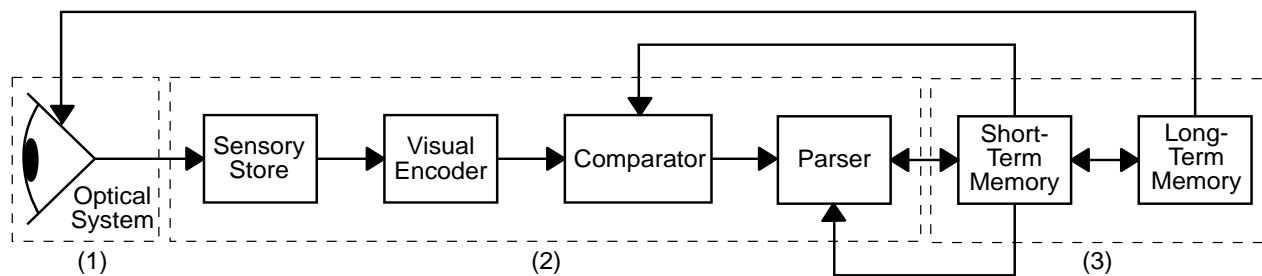 Optical
System
Sensory
Store
Visual
Encoder
Comparator
Parser
Short-
Term
Memory
Long-
Term
Memory
(1)
(2)
(3)